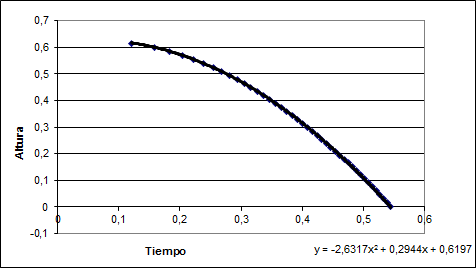 0,7
0,6
0,5
0,4
0,3
0,2
0,1
0
-0,1
Altura
0 0,1 0,2 0,3 0,4 0,5 0,6
Tiempo
y = -2,6317x² + 0,2944x + 0,6197